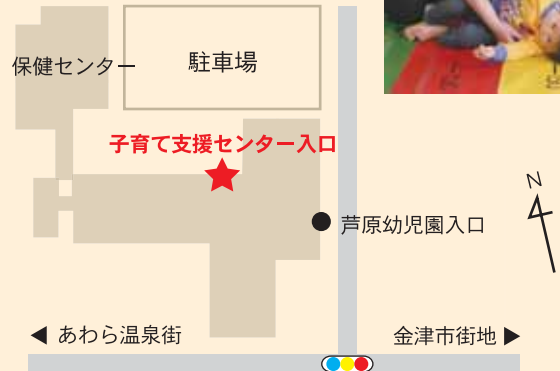 保健センター
駐車場
子育て支援センター入口
N
芦原幼児園入口
◀ あわら温泉街
金津市街地 ▶